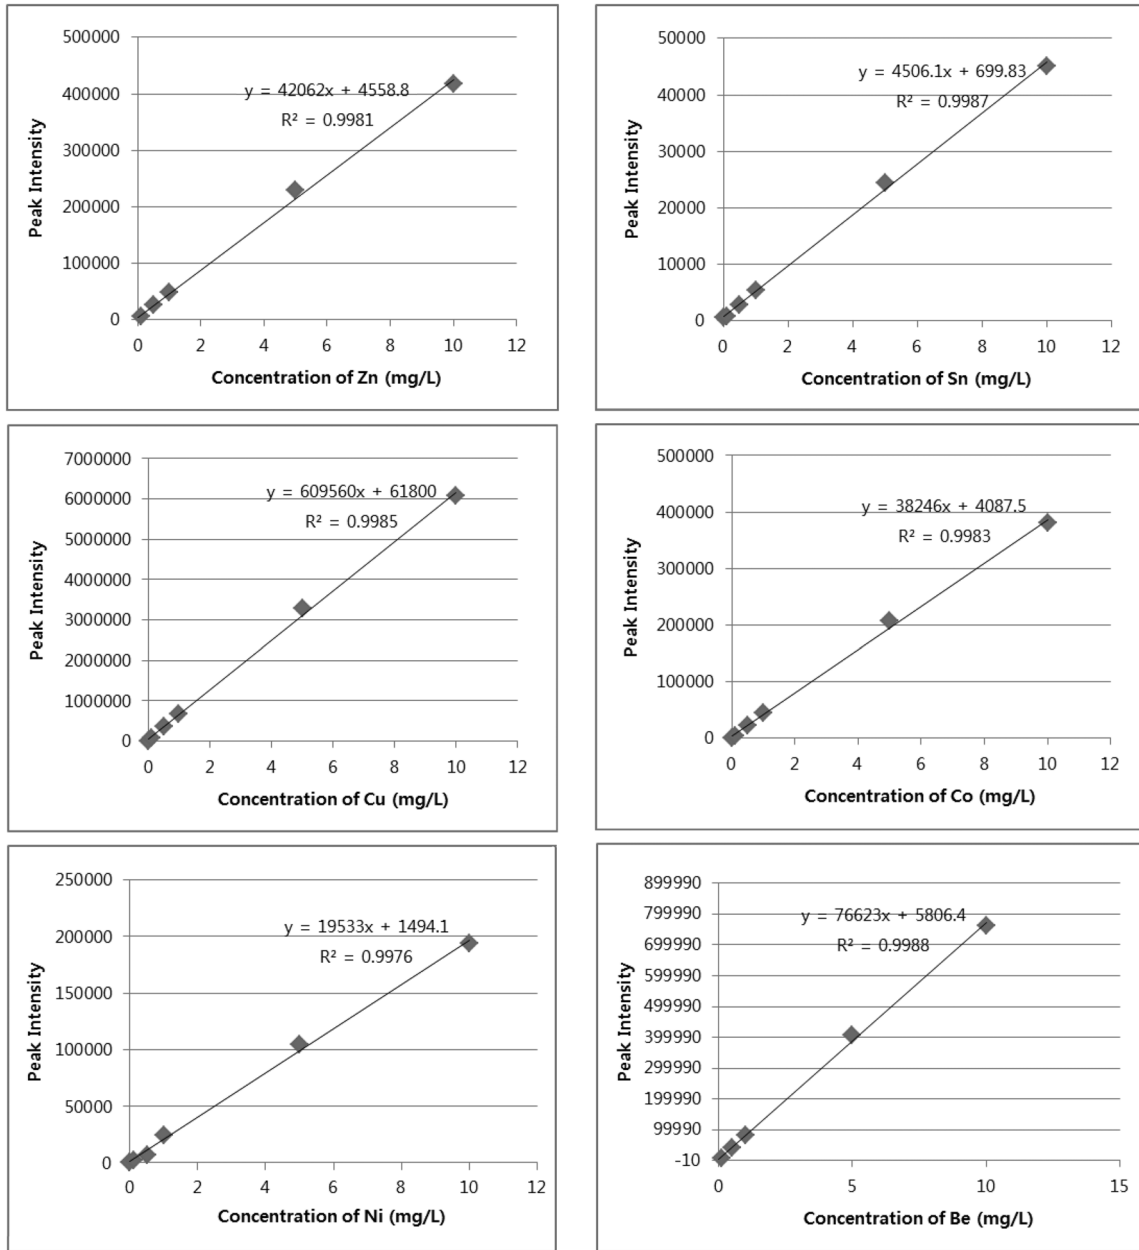 500000
400000
300000
200000
100000
0
y = 42062x + 4558.8
R² = 0.9981
Peak Intensity
0 2 4 6 8 10 12
Concentration of Zn (mg/L)
50000
40000
30000
20000
10000
0
y = 4506.1x + 699.83
R² = 0.9987
Peak Intensity
0 2 4 6 8 10 12
Concentration of Sn (mg/L)
7000000
6000000
5000000
4000000
3000000
2000000
1000000
0
y = 609560x + 61800
R² = 0.9985
Peak Intensity
0 2 4 6 8 10 12
Concentration of Cu (mg/L)
500000
400000
300000
200000
100000
0
y = 38246x + 4087.5
R² = 0.9983
Peak Intensity
0 2 4 6 8 10 12
Concentration of Co (mg/L)
250000
200000
150000
100000
50000
0
y = 19533x + 1494.1
R² = 0.9976
Peak Intensity
0 2 4 6 8 10 12
Concentration of Ni (mg/L)
899990
799990
699990
599990
499990
399990
299990
199990
99990
-10
y = 76623x + 5806.4
R² = 0.9988
Peak Intensity
0 5 10 15
Concentration of Be (mg/L)